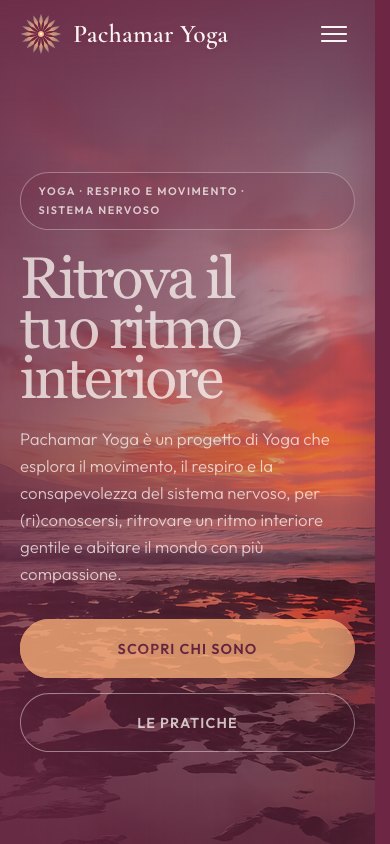 Pachamar Yoga
YOGA · RESPIRO E MOVIMENTO ·
SISTEMA NERVOSO
Ritrova il
tuo ritmo
interiore
Pachamar Yoga è un progetto di Yoga che
esplora il movimento, il respiro e la
consapevolezza del sistema nervoso, per
(ri)conoscersi, ritrovare un ritmo interiore
gentile e abitare il mondo con più
compassione.
SCOPRI CHI SONO
LE PRATICHE